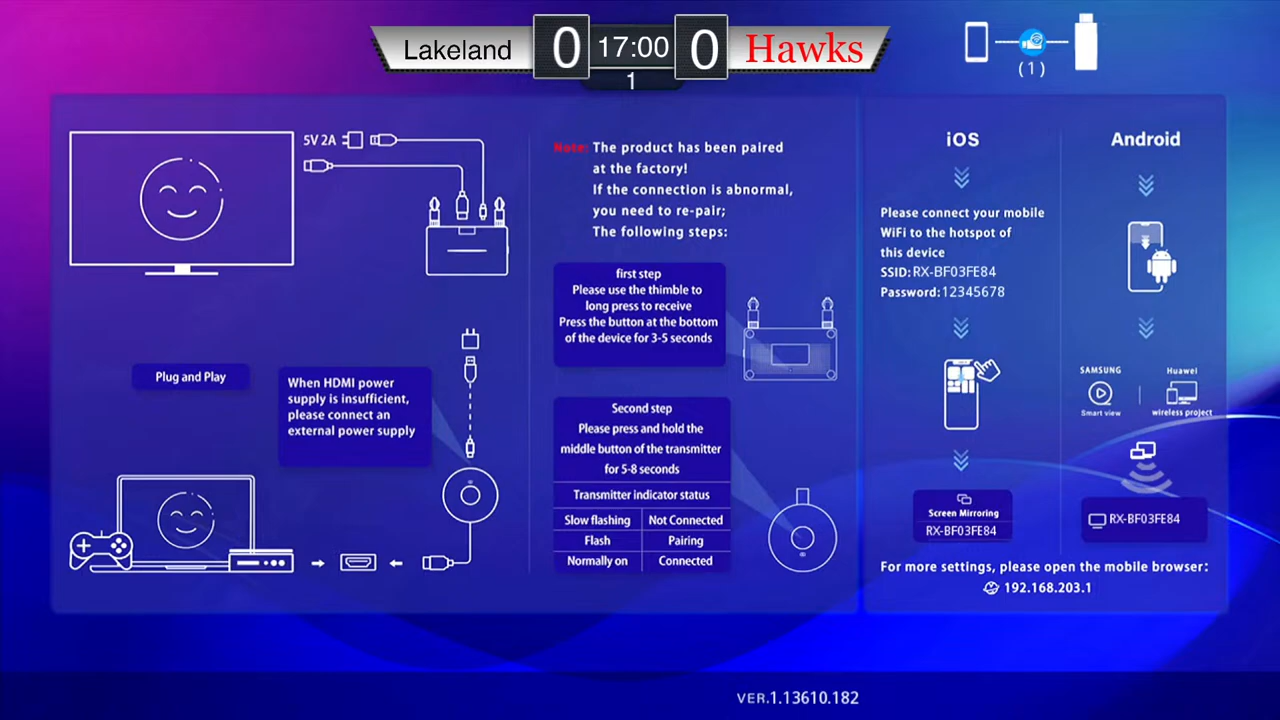 Lakeland 0 17:00 0 Hawks
1
(1)
5V 2A
Plug and Play
When HDMI power
supply is insufficient,
please connect an
external power supply
Note: The product has been paired
at the factory!
If the connection is abnormal,
you need to re-pair;
The following steps:
first step
Please use the thimble to
long press to receive
Press the button at the bottom
of the device for 3-5 seconds
Second step
Please press and hold the
middle button of the transmitter
for 5-8 seconds
Transmitter indicator status
Slow flashing Not Connected
Flash Pairing
Normally on Connected
iOS
Please connect your mobile
WiFi to the hotspot of
this device
SSID:RX-BF03FE84
Password:12345678
Screen Mirroring
RX-BF03FE84
Android
SAMSUNG
Smart view
Huawei
wireless project
RX-BF03FE84
For more settings, please open the mobile browser:
192.168.203.1
VER.1.13610.182